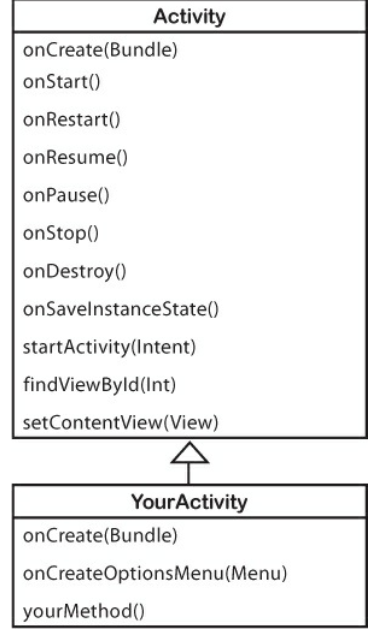 Activity
onCreate(Bundle)
onStart()
onRestart()
onResume()
onPause()
onStop()
onDestroy()
onSaveInstanceState()
startActivity(Intent)
findViewById(Int)
setContentView(View)
YourActivity
onCreate(Bundle)
onCreateOptionsMenu(Menu)
yourMethod()